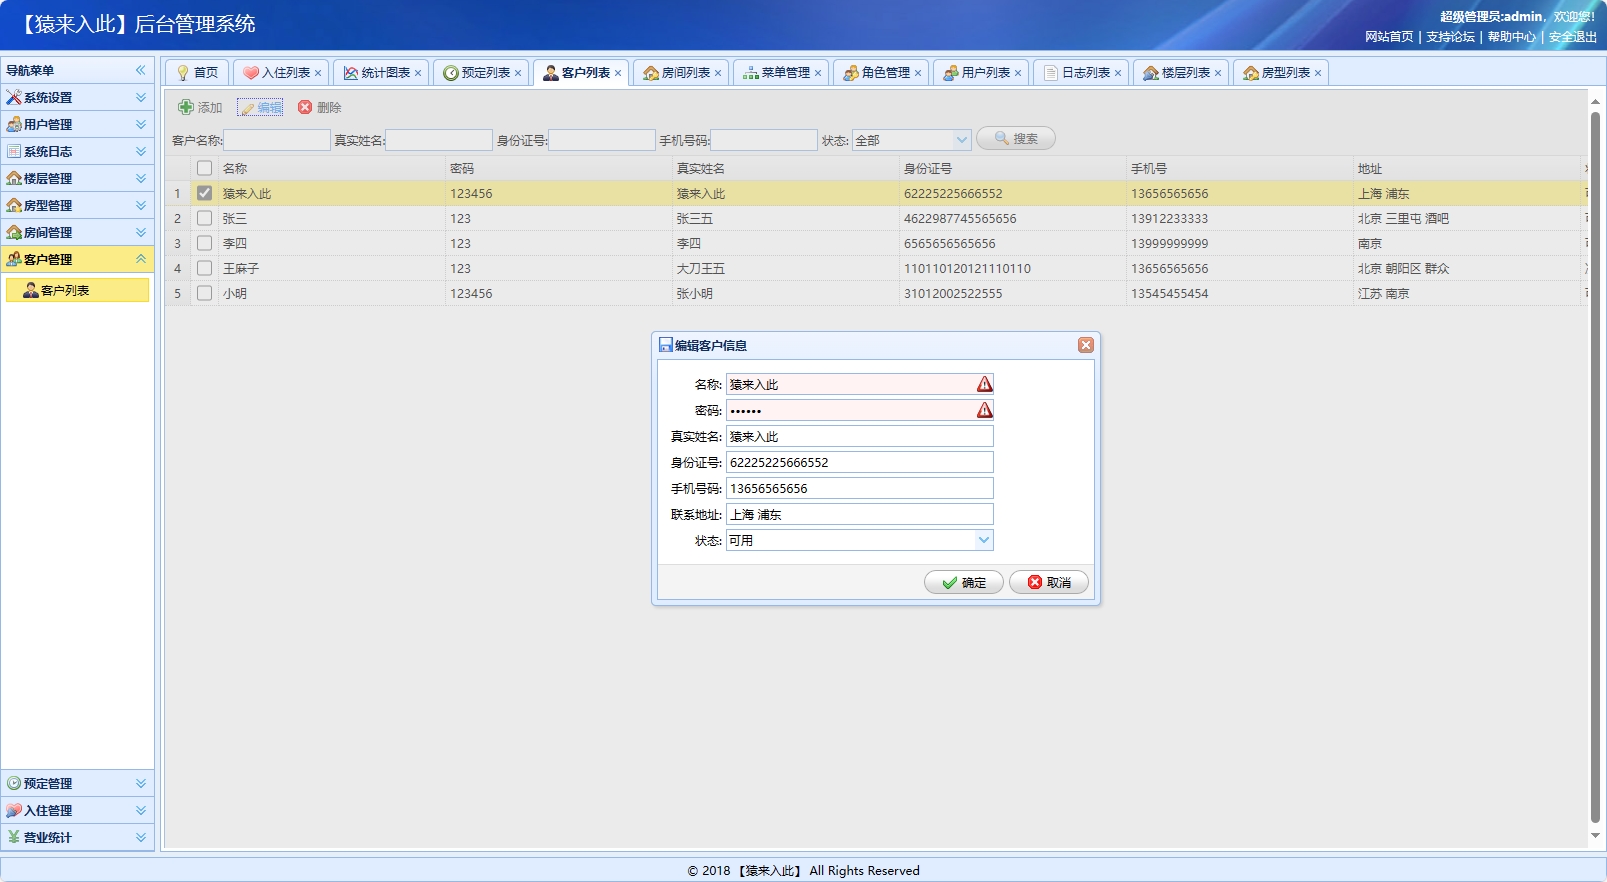 【猿来入此】后台管理系统
超级管理员:admin，欢迎您!
网站首页 | 支持论坛 | 帮助中心 | 安全退出
导航菜单
系统设置
用户管理
系统日志
楼层管理
房型管理
房间管理
客户管理
客户列表
预定管理
入住管理
营业统计
首页 入住列表 统计图表 预定列表 客户列表 房间列表 菜单管理 角色管理 用户列表 日志列表 楼层列表 房型列表
添加 编辑 删除
客户名称: 真实姓名: 身份证号: 手机号码: 状态: 全部 搜索
名称 密码 真实姓名 身份证号 手机号 地址
1 猿来入此 123456 猿来入此 62225225666552 13656565656 上海 浦东
2 张三 123 张三五 4622987745565656 13912233333 北京 三里屯 酒吧
3 李四 123 李四 6565656565656 13999999999 南京
4 王麻子 123 大刀王五 110110120121110110 13656565656 北京 朝阳区 群众
5 小明 123456 张小明 31012002522555 13545455454 江苏 南京
编辑客户信息
名称: 猿来入此
密码: ••••••
真实姓名: 猿来入此
身份证号: 62225225666552
手机号码: 13656565656
联系地址: 上海 浦东
状态: 可用
确定 取消
© 2018 【猿来入此】 All Rights Reserved